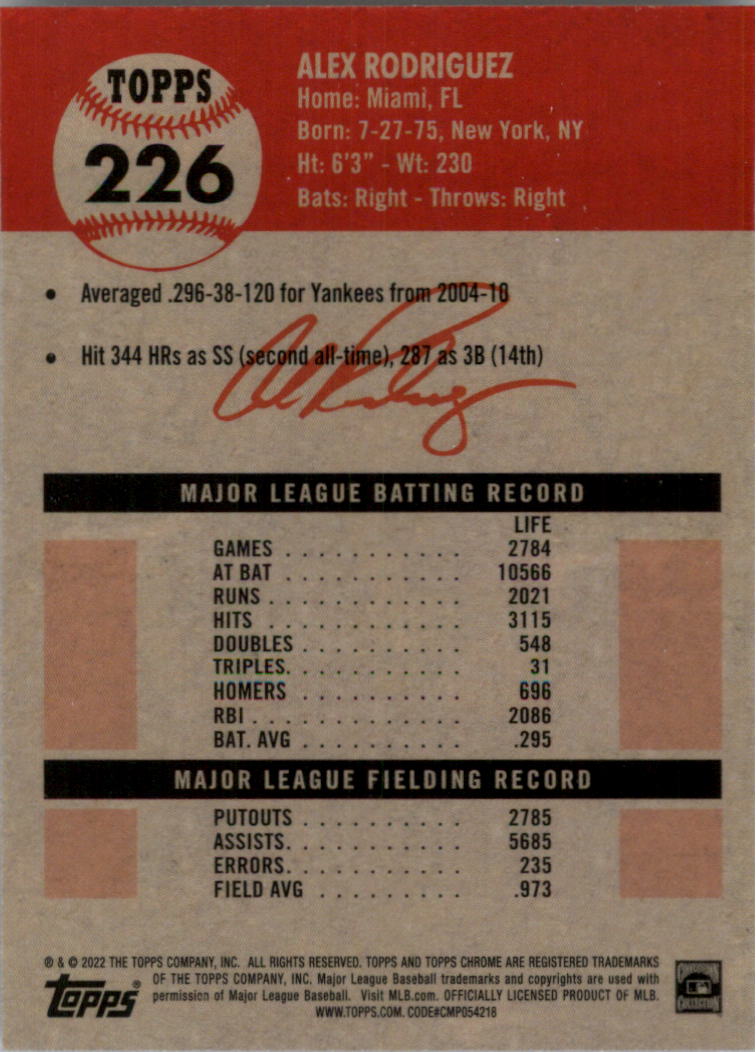 TOPPS
226
ALEX RODRIGUEZ
Home: Miami, FL
Born: 7-27-75, New York, NY
Ht: 6'3" - Wt: 230
Bats: Right - Throws: Right
• Averaged .296-38-120 for Yankees from 2004-10
• Hit 344 HRs as SS (second all-time), 287 as 3B (14th)
MAJOR LEAGUE BATTING RECORD
LIFE
GAMES . . . . . . . . . . . 2784
AT BAT . . . . . . . . . . 10566
RUNS . . . . . . . . . . . 2021
HITS . . . . . . . . . . . . 3115
DOUBLES . . . . . . . . . 548
TRIPLES. . . . . . . . . . 31
HOMERS . . . . . . . . . . 696
RBI . . . . . . . . . . . . 2086
BAT. AVG . . . . . . . . . .295
MAJOR LEAGUE FIELDING RECORD
PUTOUTS . . . . . . . . . 2785
ASSISTS. . . . . . . . . . 5685
ERRORS. . . . . . . . . . 235
FIELD AVG . . . . . . . . .973
® & © 2022 THE TOPPS COMPANY, INC. ALL RIGHTS RESERVED. TOPPS AND TOPPS CHROME ARE REGISTERED TRADEMARKS
OF THE TOPPS COMPANY, INC. Major League Baseball trademarks and copyrights are used with
permission of Major League Baseball. Visit MLB.com. OFFICIALLY LICENSED PRODUCT OF MLB.
WWW.TOPPS.COM. CODE#CMP054218
topps®